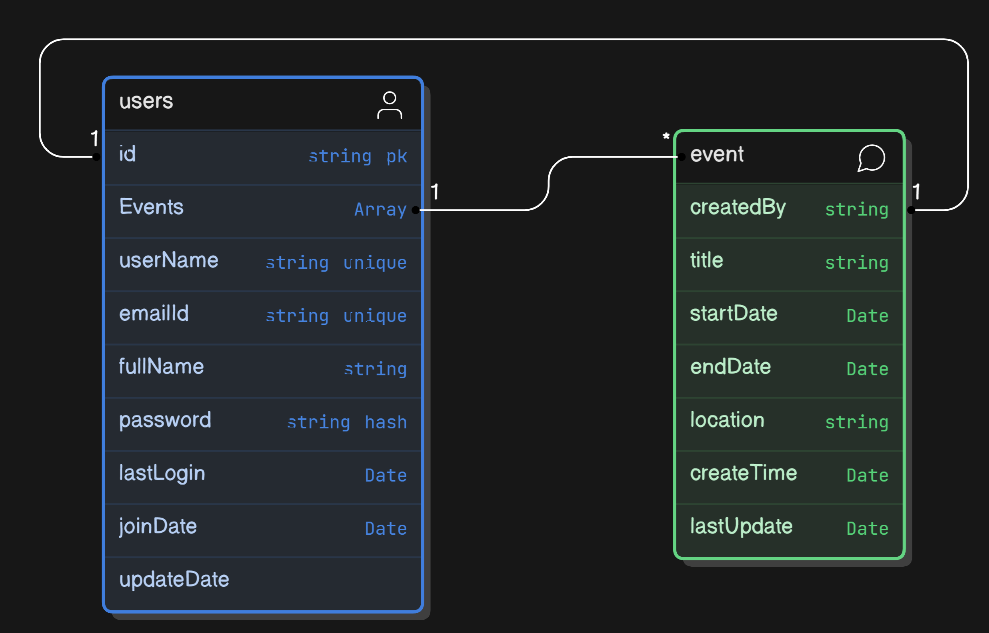 users
1
id string pk
Events Array
1
userName string unique
emailId string unique
fullName string
password string hash
lastLogin Date
joinDate Date
updateDate
*
event
createdBy string
1
title string
startDate Date
endDate Date
location string
createTime Date
lastUpdate Date